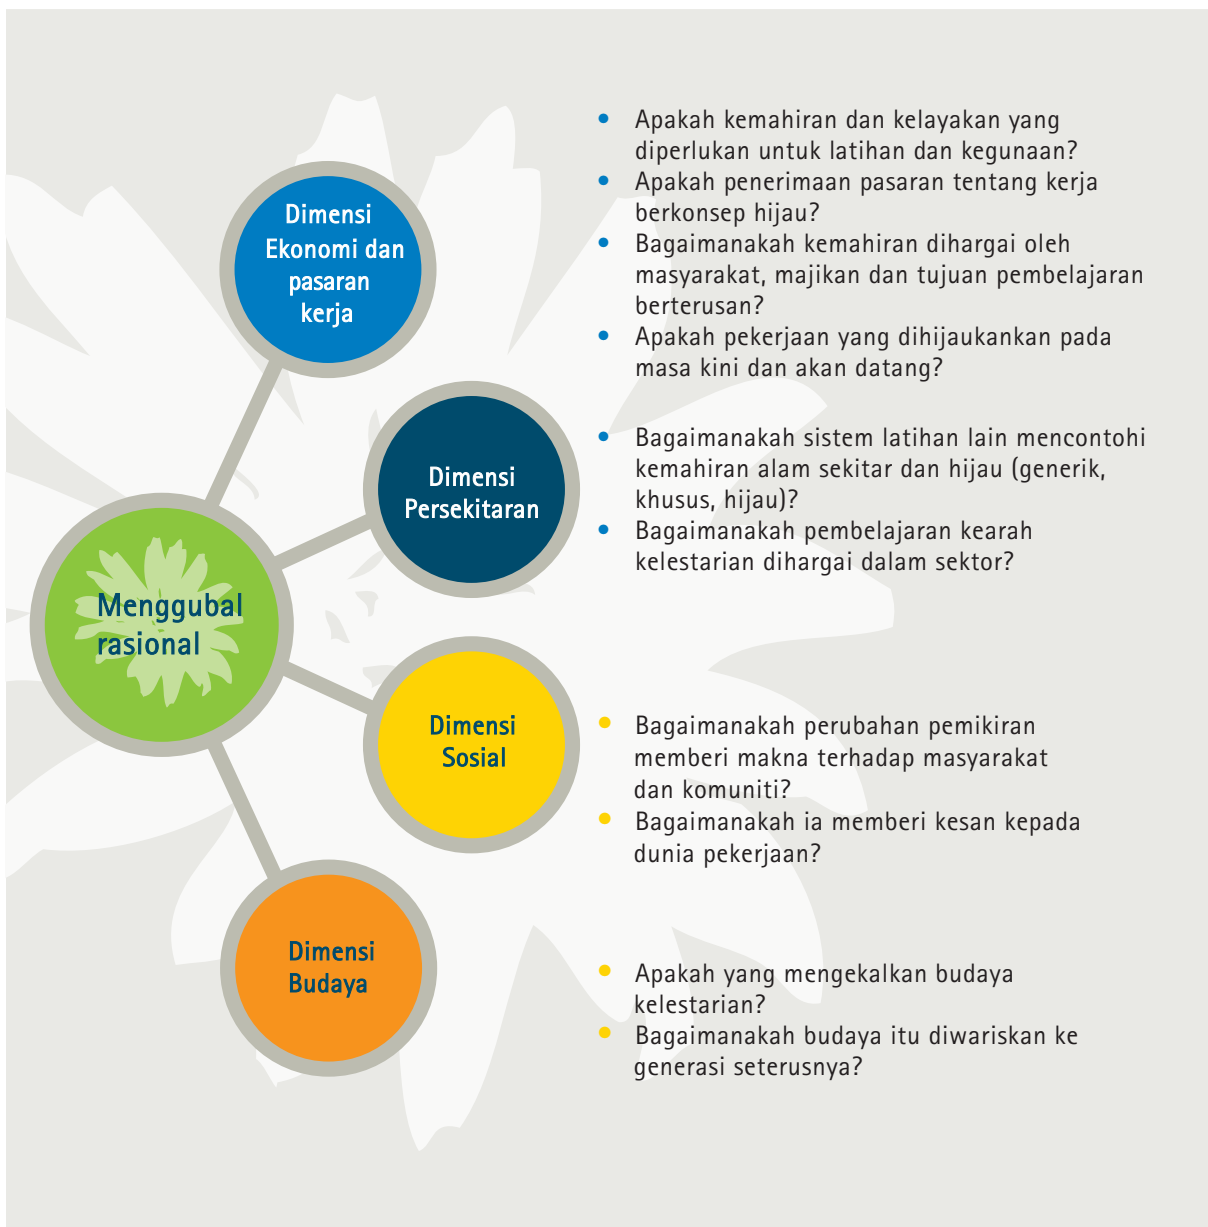 Menggubal
rasional
Dimensi
Ekonomi dan
pasaran
kerja
• Apakah kemahiran dan kelayakan yang
diperlukan untuk latihan dan kegunaan?
• Apakah penerimaan pasaran tentang kerja
berkonsep hijau?
• Bagaimanakah kemahiran dihargai oleh
masyarakat, majikan dan tujuan pembelajaran
berterusan?
• Apakah pekerjaan yang dihijaukankan pada
masa kini dan akan datang?
Dimensi
Persekitaran
• Bagaimanakah sistem latihan lain mencontohi
kemahiran alam sekitar dan hijau (generik,
khusus, hijau)?
• Bagaimanakah pembelajaran kearah
kelestarian dihargai dalam sektor?
Dimensi
Sosial
• Bagaimanakah perubahan pemikiran
memberi makna terhadap masyarakat
dan komuniti?
• Bagaimanakah ia memberi kesan kepada
dunia pekerjaan?
Dimensi
Budaya
• Apakah yang mengekalkan budaya
kelestarian?
• Bagaimanakah budaya itu diwariskan ke
generasi seterusnya?